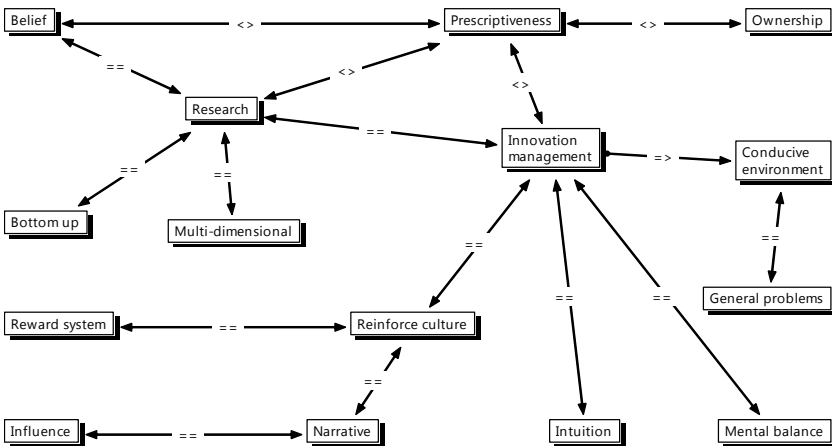 Belief
<>
Prescriptiveness
<>
Ownership
==
<>
<>
Research
==
Innovation
management
=>
Conducive
environment
==
==
Bottom up
Multi-dimensional
==
==
==
==
General problems
Reward system
==
Reinforce culture
==
Influence
==
Narrative
Intuition
Mental balance